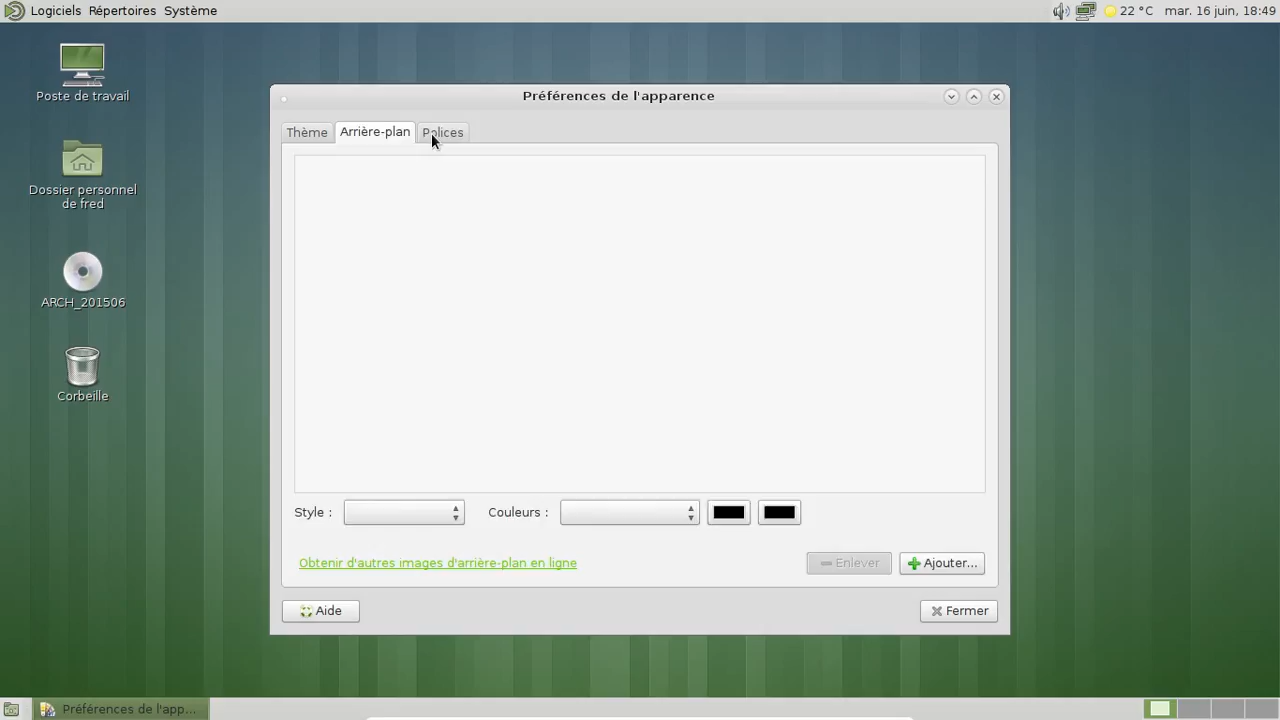 Logiciels Répertoires Système
22 °C mar. 16 juin, 18:49
Poste de travail
Dossier personnel
de fred
ARCH_201506
Corbeille
Préférences de l'apparence
Thème Arrière-plan Polices
Style : Couleurs :
Obtenir d'autres images d'arrière-plan en ligne
Enlever Ajouter...
Aide Fermer
Préférences de l'app...